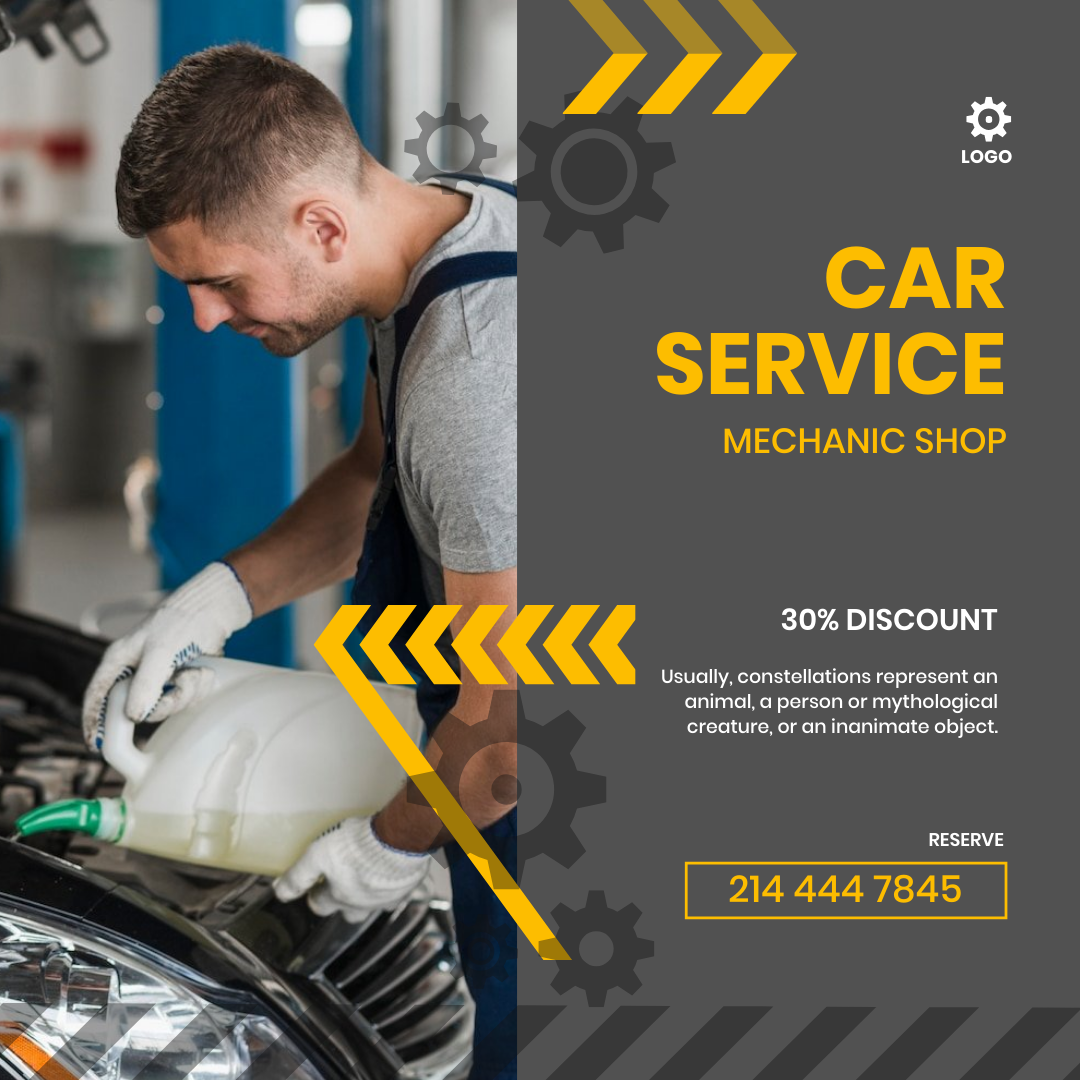 LOGO
CAR
SERVICE
MECHANIC SHOP
30% DISCOUNT
Usually, constellations represent an
animal, a person or mythological
creature, or an inanimate object.
RESERVE
214 444 7845